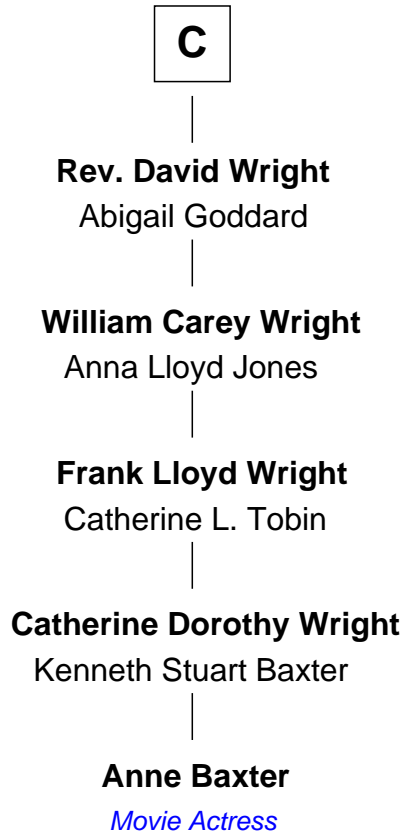 C
Rev. David Wright
Abigail Goddard
William Carey Wright
Anna Lloyd Jones
Frank Lloyd Wright
Catherine L. Tobin
Catherine Dorothy Wright
Kenneth Stuart Baxter
Anne Baxter
Movie Actress